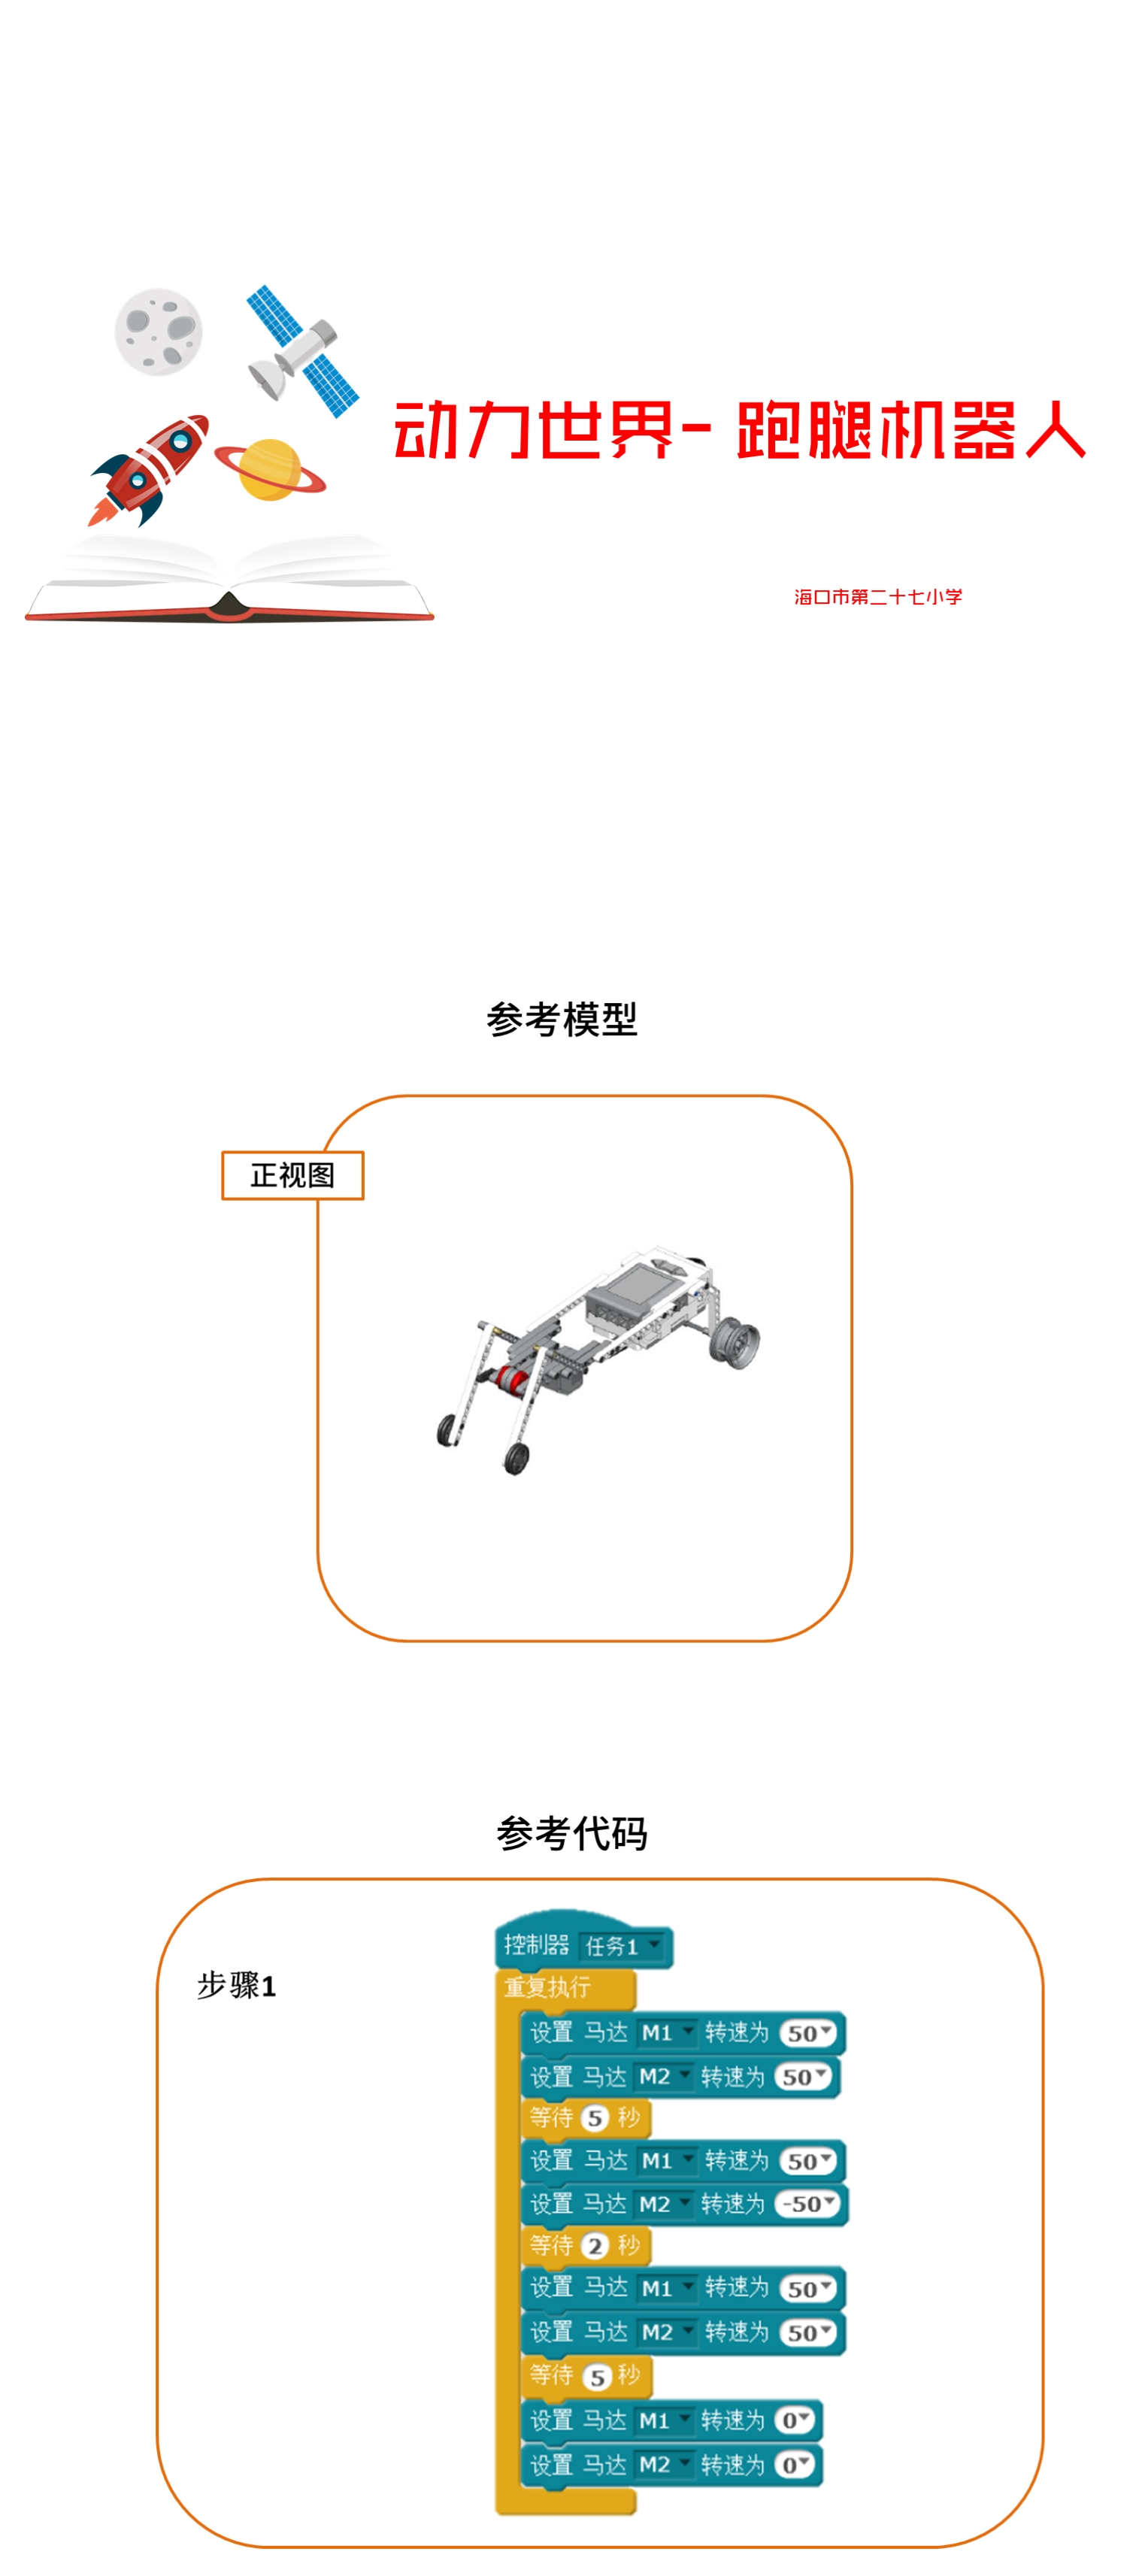 动力世界- 跑腿机器人
海口市第二十七小学
参考模型
正视图
参考代码
步骤1
控制器 任务1
重复执行
设置 马达 M1 转速为 50
设置 马达 M2 转速为 50
等待 5 秒
设置 马达 M1 转速为 50
设置 马达 M2 转速为 -50
等待 2 秒
设置 马达 M1 转速为 50
设置 马达 M2 转速为 50
等待 5 秒
设置 马达 M1 转速为 0
设置 马达 M2 转速为 0